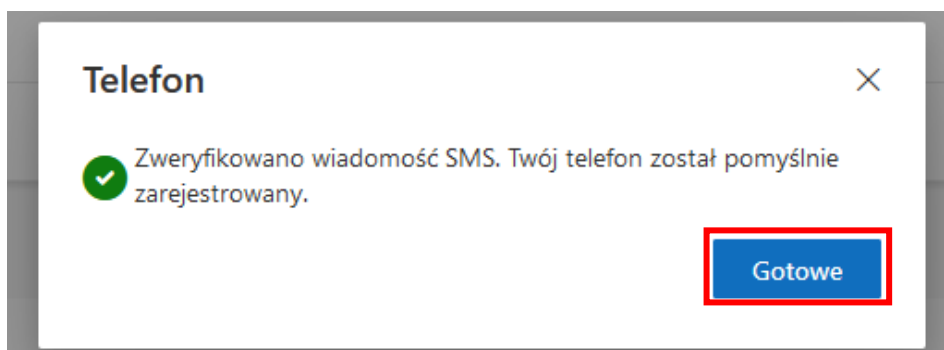 Telefon
Zweryfikowano wiadomość SMS. Twój telefon został pomyślnie
zarejestrowany.
Gotowe